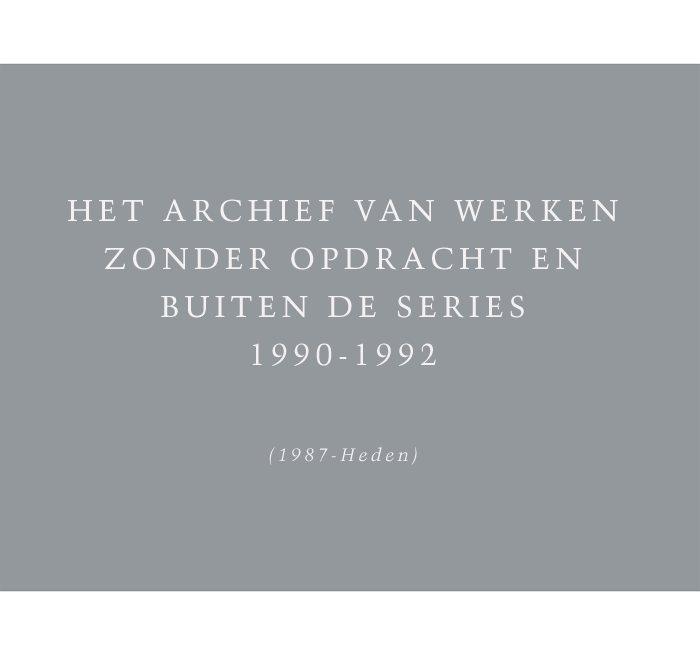 HET ARCHIEF VAN WERKEN
ZONDER OPDRACHT EN
BUITEN DE SERIES
1990-1992
(1987-Heden)